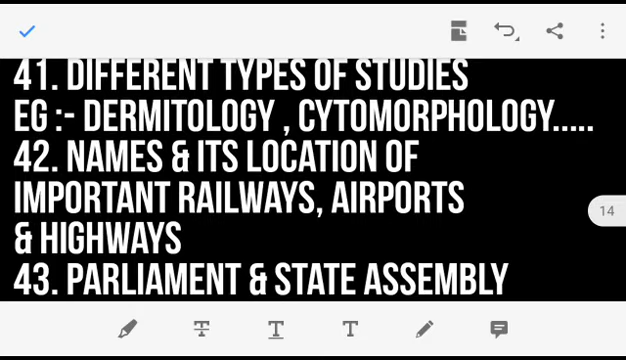 41. DIFFERENT TYPES OF STUDIES
EG :- DERMITOLOGY , CYTOMORPHOLOGY.....
42. NAMES & ITS LOCATION OF
IMPORTANT RAILWAYS, AIRPORTS
& HIGHWAYS
14
43. PARLIAMENT & STATE ASSEMBLY
T
T
T